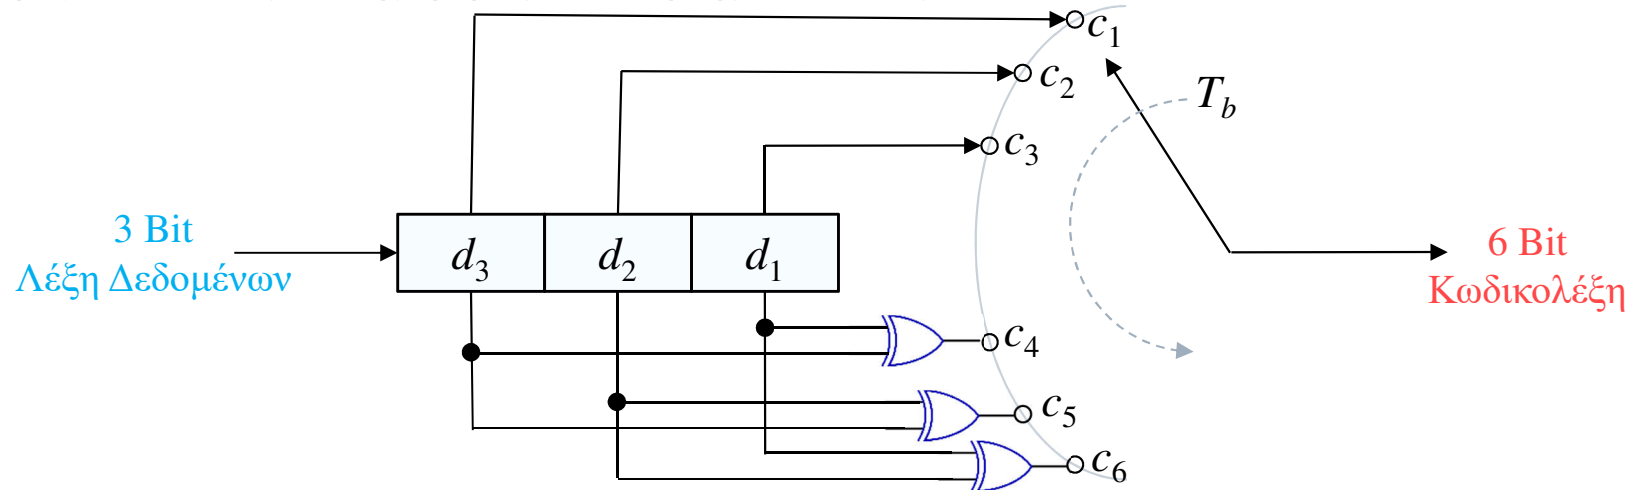 c1
c2
Tb
c3
3 Bit
Λέξη Δεδομένων
d3
d2
d1
6 Bit
Κωδικολέξη
c4
c5
c6